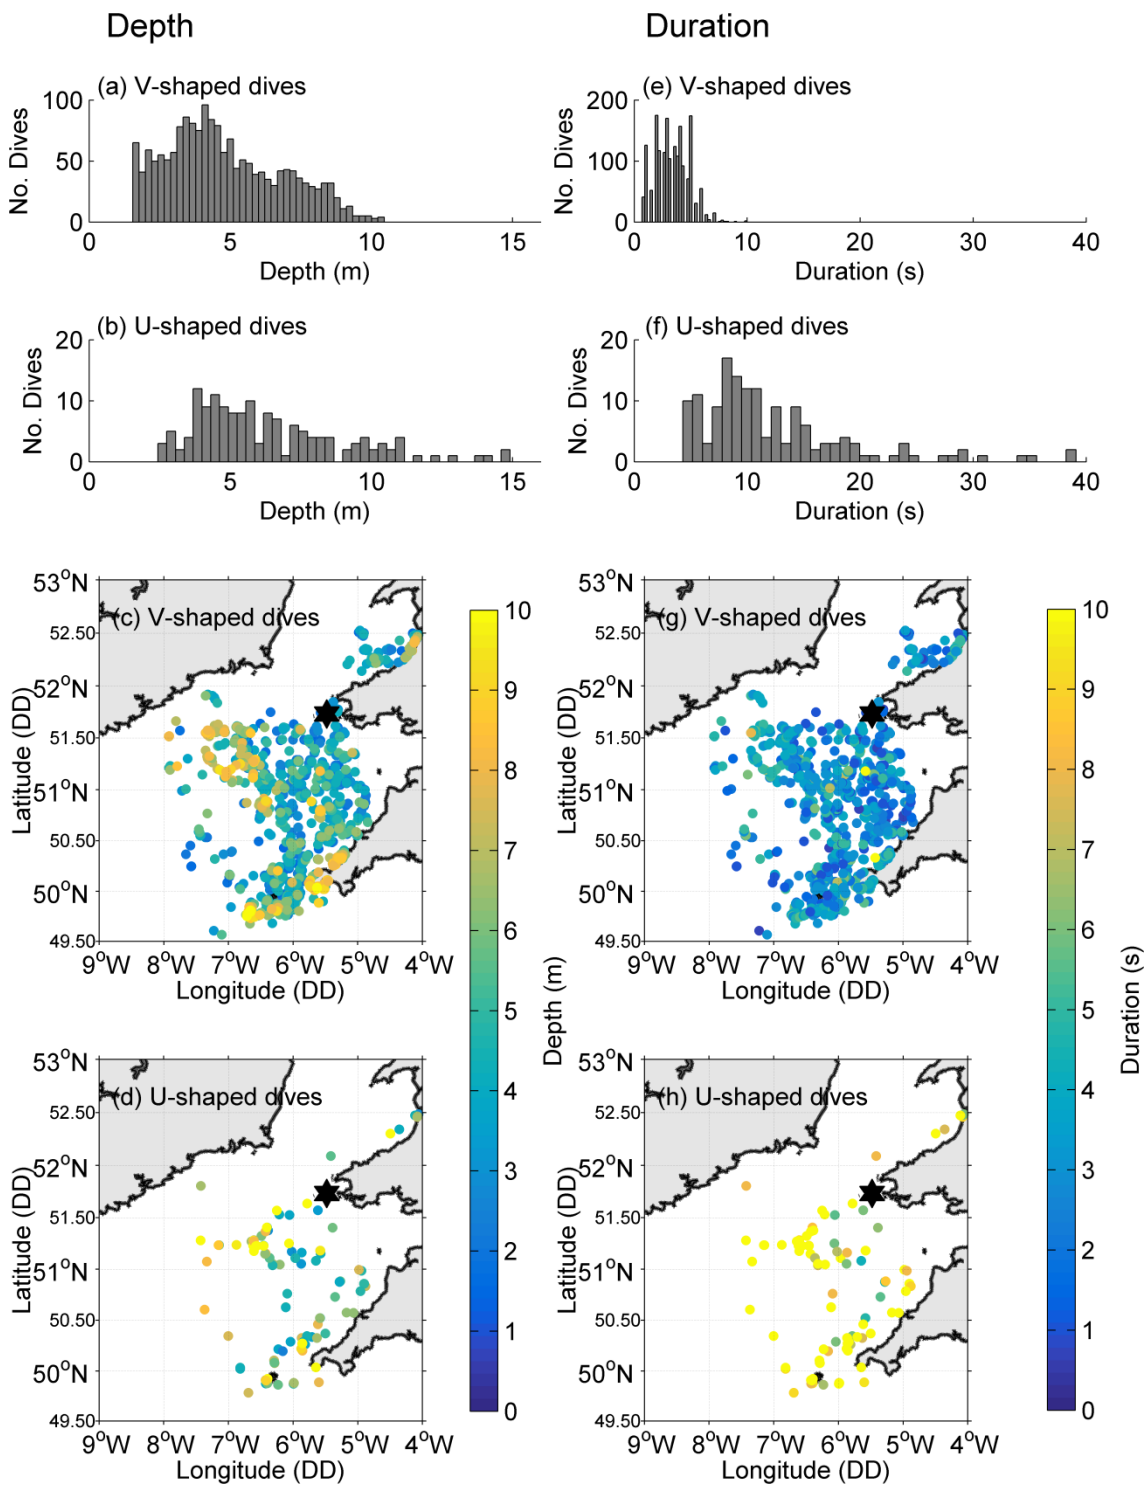 Depth
Duration
(a) V-shaped dives
100
50
0
No. Dives
0 5 10 15
Depth (m)
(e) V-shaped dives
200
100
0
No. Dives
0 10 20 30 40
Duration (s)
(b) U-shaped dives
20
10
0
No. Dives
0 5 10 15
Depth (m)
(f) U-shaped dives
20
10
0
No. Dives
0 10 20 30 40
Duration (s)
(c) V-shaped dives
53°N
52.50
52°N
51.50
51°N
50.50
50°N
49.50
Latitude (DD)
9°W 8°W 7°W 6°W 5°W 4°W
Longitude (DD)
10
9
8
7
6
5
4
3
2
1
0
Depth (m)
(g) V-shaped dives
53°N
52.50
52°N
51.50
51°N
50.50
50°N
49.50
Latitude (DD)
9°W 8°W 7°W 6°W 5°W 4°W
Longitude (DD)
10
9
8
7
6
5
4
3
2
1
0
Duration (s)
(d) U-shaped dives
53°N
52.50
52°N
51.50
51°N
50.50
50°N
49.50
Latitude (DD)
9°W 8°W 7°W 6°W 5°W 4°W
Longitude (DD)
(h) U-shaped dives
53°N
52.50
52°N
51.50
51°N
50.50
50°N
49.50
Latitude (DD)
9°W 8°W 7°W 6°W 5°W 4°W
Longitude (DD)